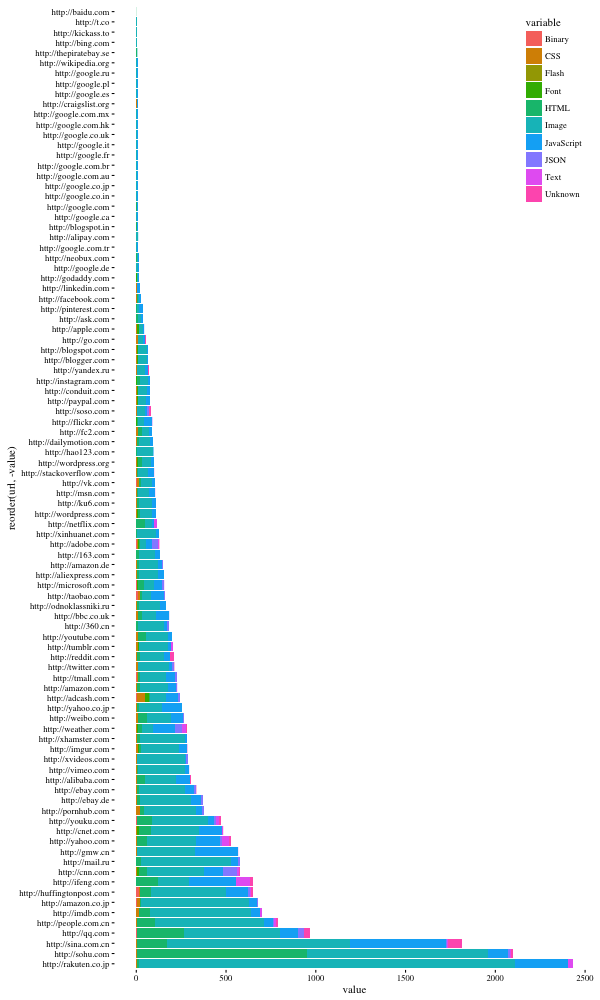 http://baidu.com
http://t.co
http://kickass.to
http://bing.com
http://thepiratebay.se
http://wikipedia.org
http://google.ru
http://google.pl
http://google.es
http://craigslist.org
http://google.com.mx
http://google.com.hk
http://google.co.uk
http://google.it
http://google.fr
http://google.com.br
http://google.com.au
http://google.co.jp
http://google.co.in
http://google.com
http://google.ca
http://blogspot.in
http://alipay.com
http://google.com.tr
http://neobux.com
http://google.de
http://godaddy.com
http://linkedin.com
http://facebook.com
http://pinterest.com
http://ask.com
http://apple.com
http://go.com
http://blogspot.com
http://blogger.com
http://yandex.ru
http://instagram.com
http://conduit.com
http://paypal.com
http://soso.com
http://flickr.com
http://fc2.com
http://dailymotion.com
http://hao123.com
http://wordpress.org
http://stackoverflow.com
http://vk.com
http://msn.com
http://ku6.com
http://wordpress.com
http://netflix.com
http://xinhuanet.com
http://adobe.com
http://163.com
http://amazon.de
http://aliexpress.com
http://microsoft.com
http://taobao.com
http://odnoklassniki.ru
http://bbc.co.uk
http://360.cn
http://youtube.com
http://tumblr.com
http://reddit.com
http://twitter.com
http://tmall.com
http://amazon.com
http://adcash.com
http://yahoo.co.jp
http://weibo.com
http://weather.com
http://xhamster.com
http://imgur.com
http://xvideos.com
http://vimeo.com
http://alibaba.com
http://ebay.com
http://ebay.de
http://pornhub.com
http://youku.com
http://cnet.com
http://yahoo.com
http://gmw.cn
http://mail.ru
http://cnn.com
http://ifeng.com
http://huffingtonpost.com
http://amazon.co.jp
http://imdb.com
http://people.com.cn
http://qq.com
http://sina.com.cn
http://sohu.com
http://rakuten.co.jp
reorder(url, -value)
0 500 1000 1500 2000 2500
value
variable
Binary
CSS
Flash
Font
HTML
Image
JavaScript
JSON
Text
Unknown